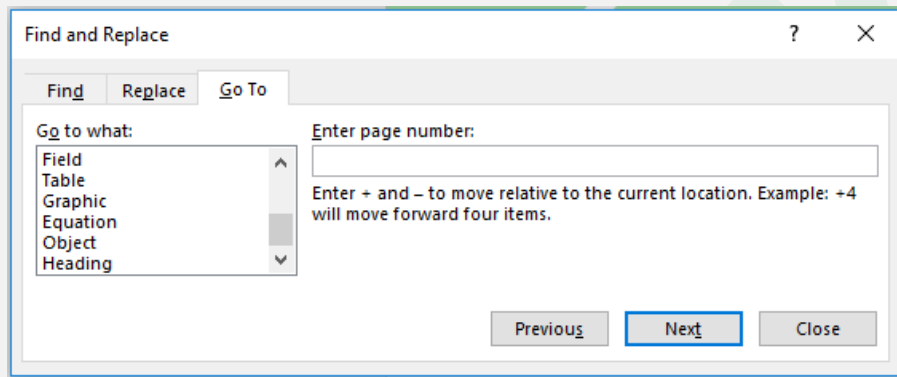 Find and Replace
?
Find
Replace
Go To
Go to what:
Field
Table
Graphic
Equation
Object
Heading
Enter page number:
Enter + and – to move relative to the current location. Example: +4
will move forward four items.
Previous
Next
Close